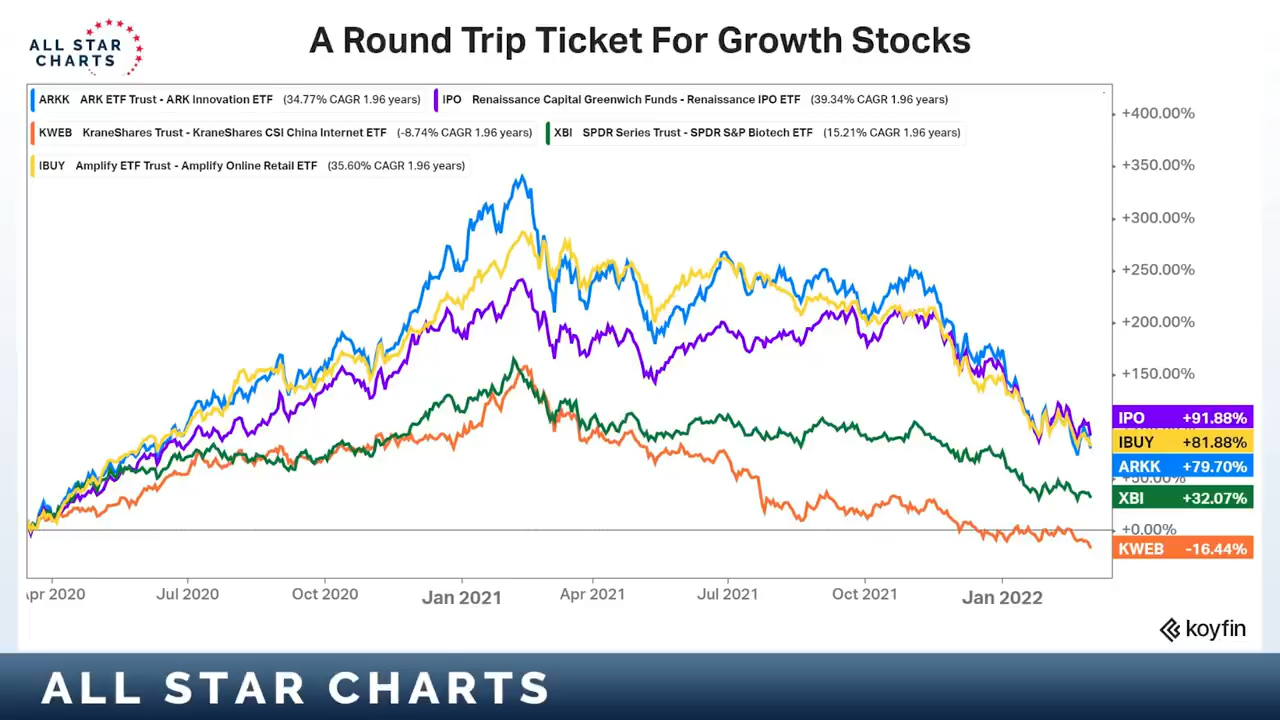 A Round Trip Ticket For Growth Stocks
ALL STAR
CHARTS
ARKK ARK ETF Trust - ARK Innovation ETF (34.77% CAGR 1.96 years) IPO Renaissance Capital Greenwich Funds - Renaissance IPO ETF (39.34% CAGR 1.96 years)
KWEB KraneShares Trust - KraneShares CSI China Internet ETF (-8.74% CAGR 1.96 years) XBI SPDR Series Trust - SPDR S&P Biotech ETF (15.21% CAGR 1.96 years)
IBUY Amplify ETF Trust - Amplify Online Retail ETF (35.60% CAGR 1.96 years)
+400.00%
+350.00%
+300.00%
+250.00%
+200.00%
+150.00%
IPO +91.88%
IBUY +81.88%
ARKK +79.70%
+50.00%
XBI +32.07%
+0.00%
KWEB -16.44%
pr 2020 Jul 2020 Oct 2020 Jan 2021 Apr 2021 Jul 2021 Oct 2021 Jan 2022
koyfin
ALL STAR CHARTS